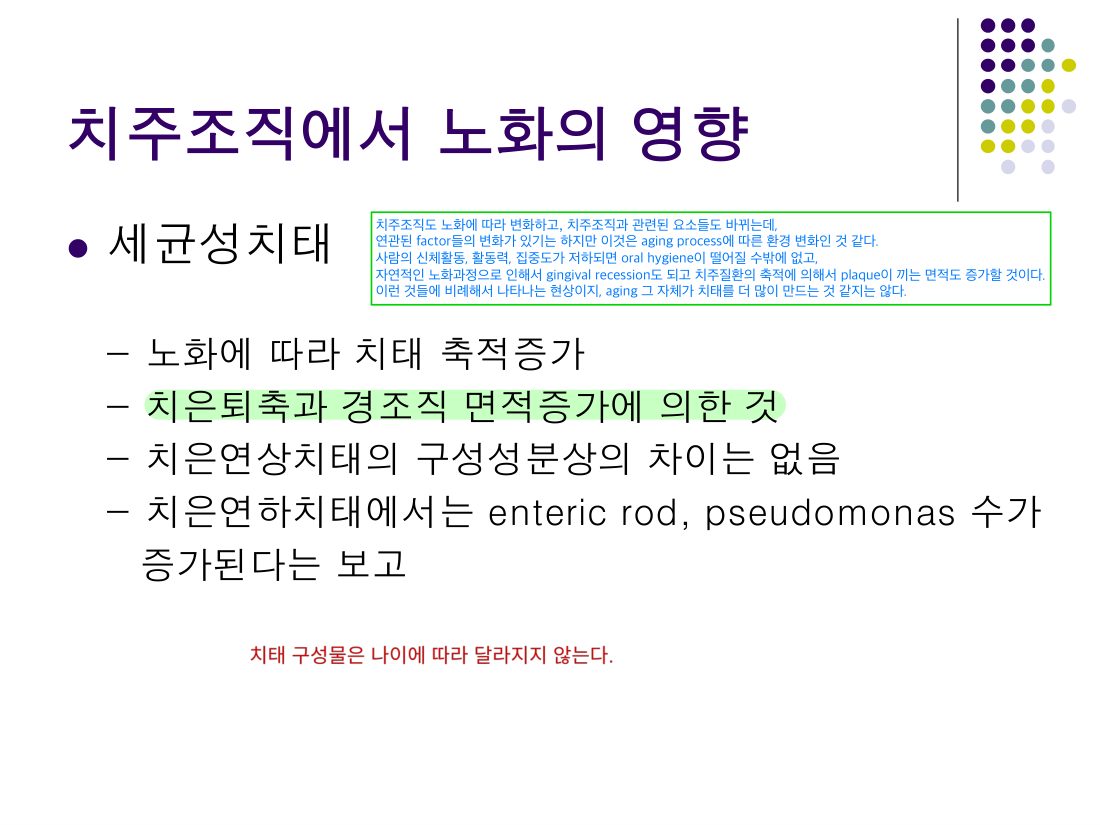 치주조직에서 노화의 영향
● 세균성치태
치주조직도 노화에 따라 변화하고, 치주조직과 관련된 요소들도 바뀌는데,
연관된 factor들의 변화가 있기는 하지만 이것은 aging process에 따른 환경 변화인 것 같다.
사람의 신체활동, 활동력, 집중도가 저하되면 oral hygiene이 떨어질 수밖에 없고,
자연적인 노화과정으로 인해서 gingival recession도 되고 치주질환의 축적에 의해서 plaque이 끼는 면적도 증가할 것이다.
이런 것들에 비례해서 나타나는 현상이지, aging 그 자체가 치태를 더 많이 만드는 것 같지는 않다.
– 노화에 따라 치태 축적증가
– 치은퇴축과 경조직 면적증가에 의한 것
– 치은연상치태의 구성성분상의 차이는 없음
– 치은연하치태에서는 enteric rod, pseudomonas 수가
증가된다는 보고
치태 구성물은 나이에 따라 달라지지 않는다.